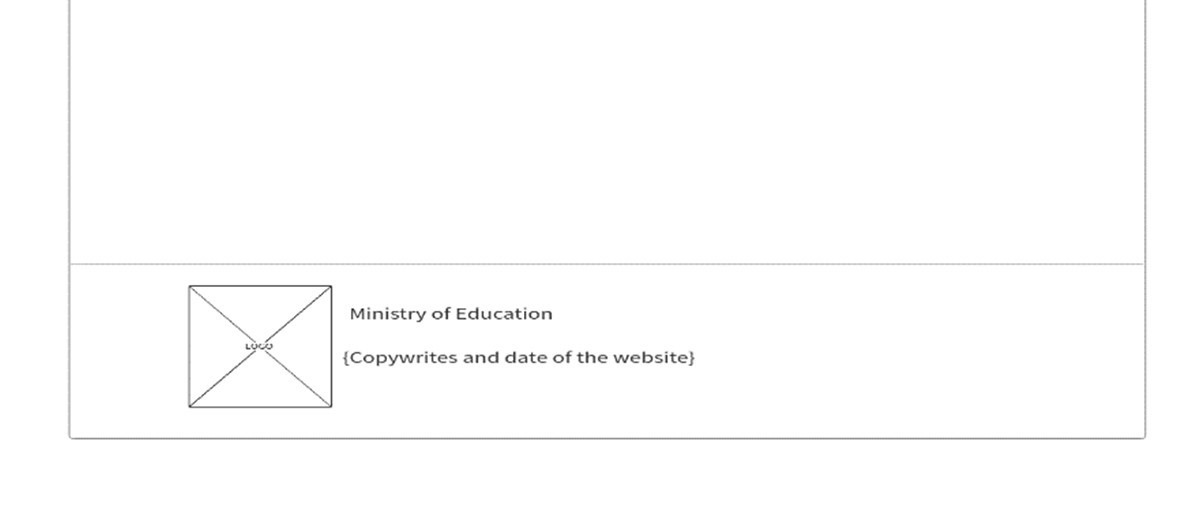 Ministry of Education
LOGO
{Copywrites and date of the website}